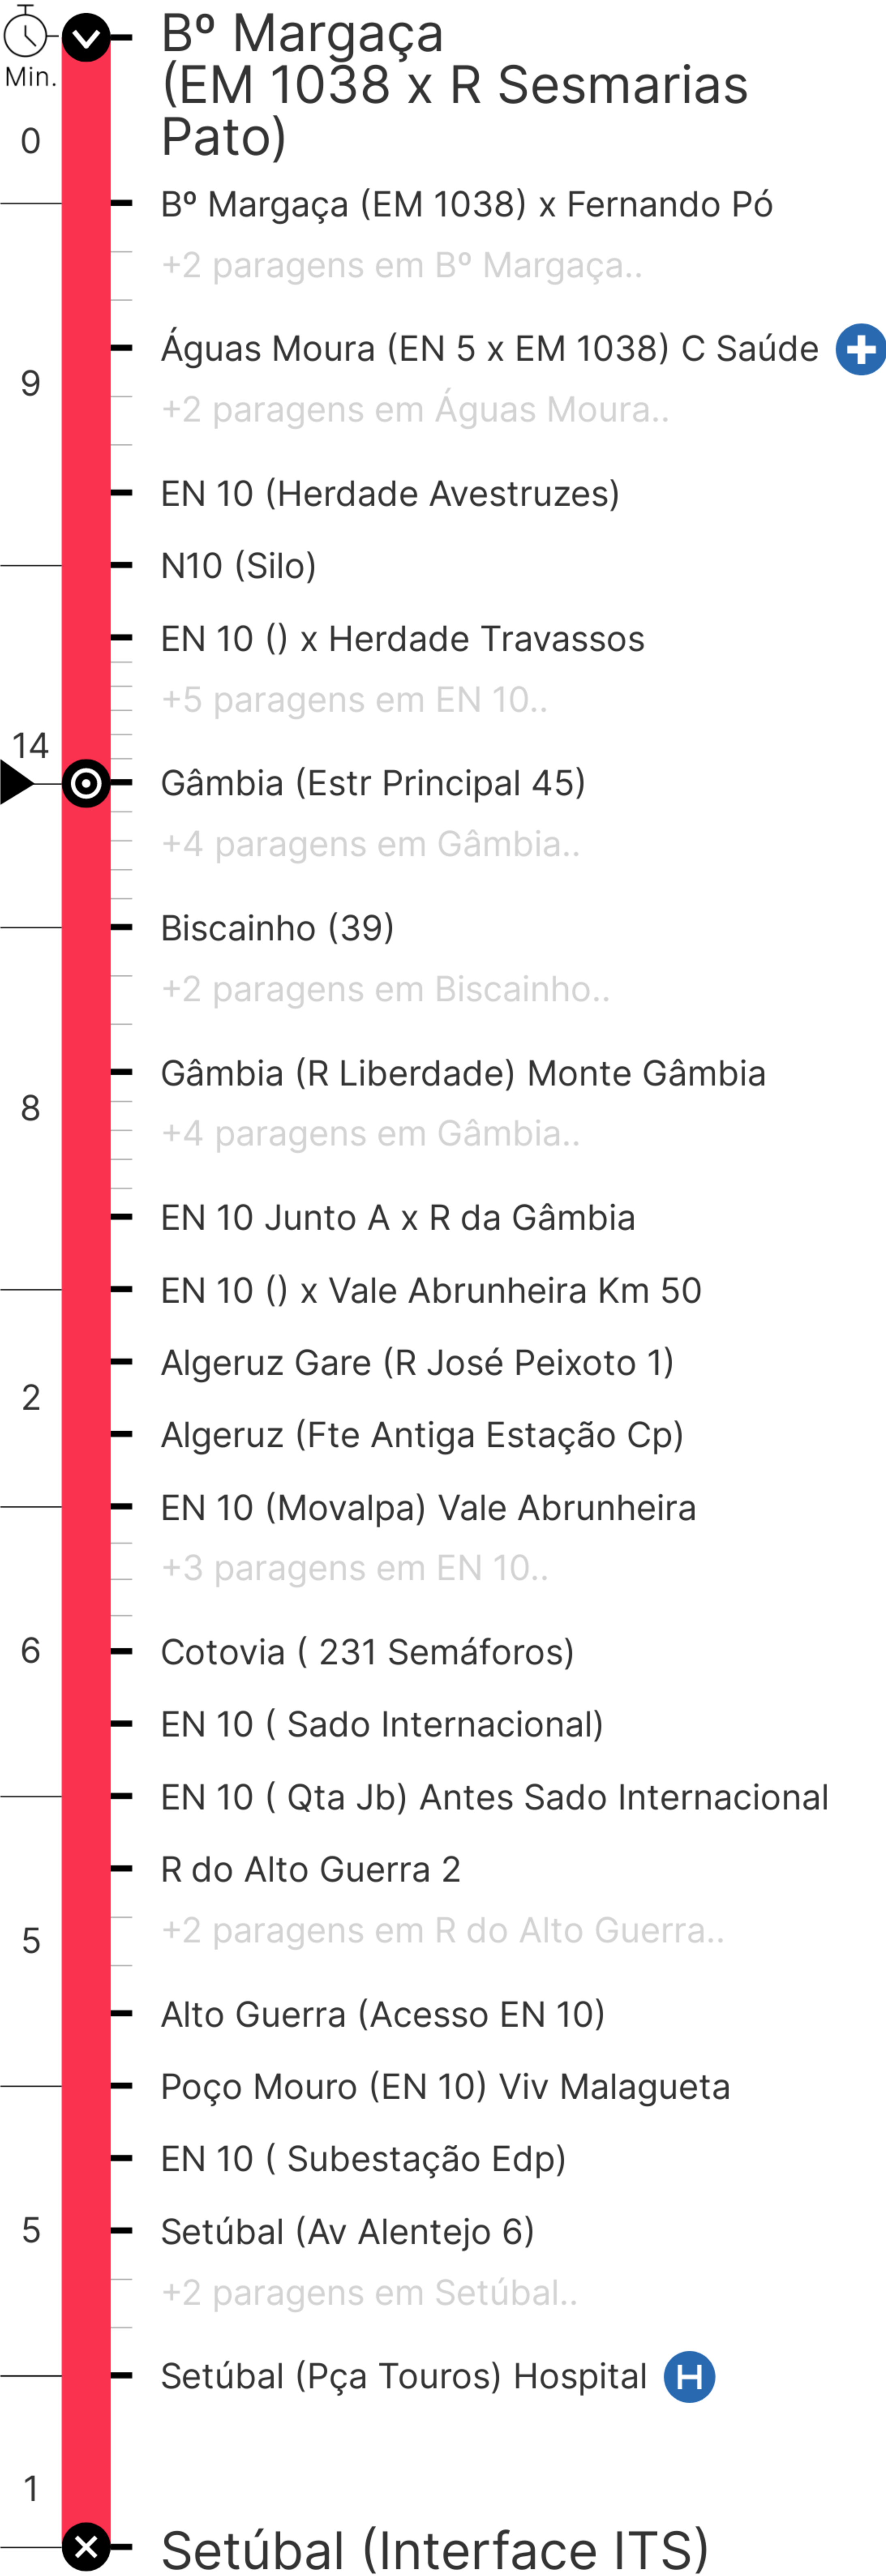 Min.
Bº Margaça
(EM 1038 x R Sesmarias
Pato)
0
Bº Margaça (EM 1038) x Fernando Pó
+2 paragens em Bº Margaça..
Águas Moura (EN 5 x EM 1038) C Saúde
9
+2 paragens em Águas Moura..
EN 10 (Herdade Avestruzes)
N10 (Silo)
EN 10 () x Herdade Travassos
+5 paragens em EN 10..
14
Gâmbia (Estr Principal 45)
+4 paragens em Gâmbia..
Biscainho (39)
+2 paragens em Biscainho..
Gâmbia (R Liberdade) Monte Gâmbia
8
+4 paragens em Gâmbia..
EN 10 Junto A x R da Gâmbia
EN 10 () x Vale Abrunheira Km 50
Algeruz Gare (R José Peixoto 1)
2
Algeruz (Fte Antiga Estação Cp)
EN 10 (Movalpa) Vale Abrunheira
+3 paragens em EN 10..
6
Cotovia ( 231 Semáforos)
EN 10 ( Sado Internacional)
EN 10 ( Qta Jb) Antes Sado Internacional
R do Alto Guerra 2
+2 paragens em R do Alto Guerra..
5
Alto Guerra (Acesso EN 10)
Poço Mouro (EN 10) Viv Malagueta
EN 10 ( Subestação Edp)
5
Setúbal (Av Alentejo 6)
+2 paragens em Setúbal..
Setúbal (Pça Touros) Hospital H
1
Setúbal (Interface ITS)